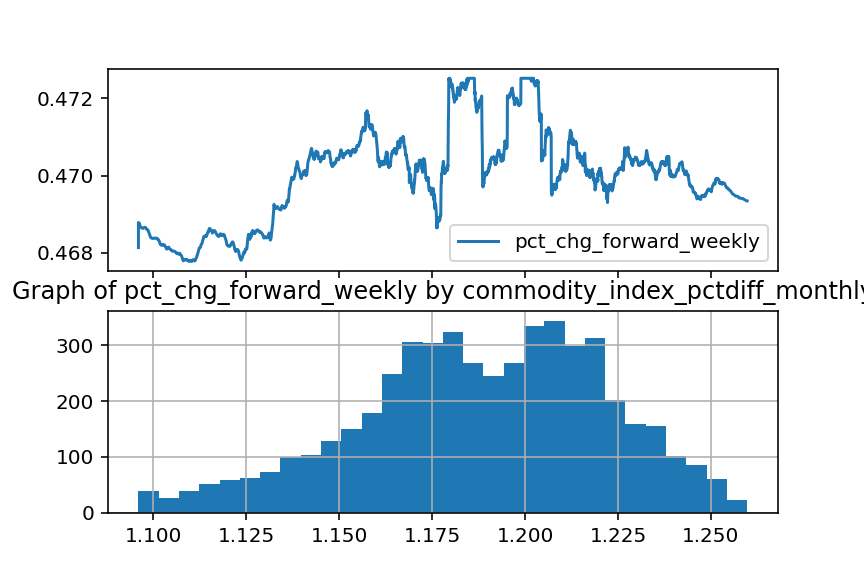 0.472
0.470
0.468
pct_chg_forward_weekly
Graph of pct_chg_forward_weekly by commodity_index_pctdiff_monthly
300
200
100
0
1.100 1.125 1.150 1.175 1.200 1.225 1.250